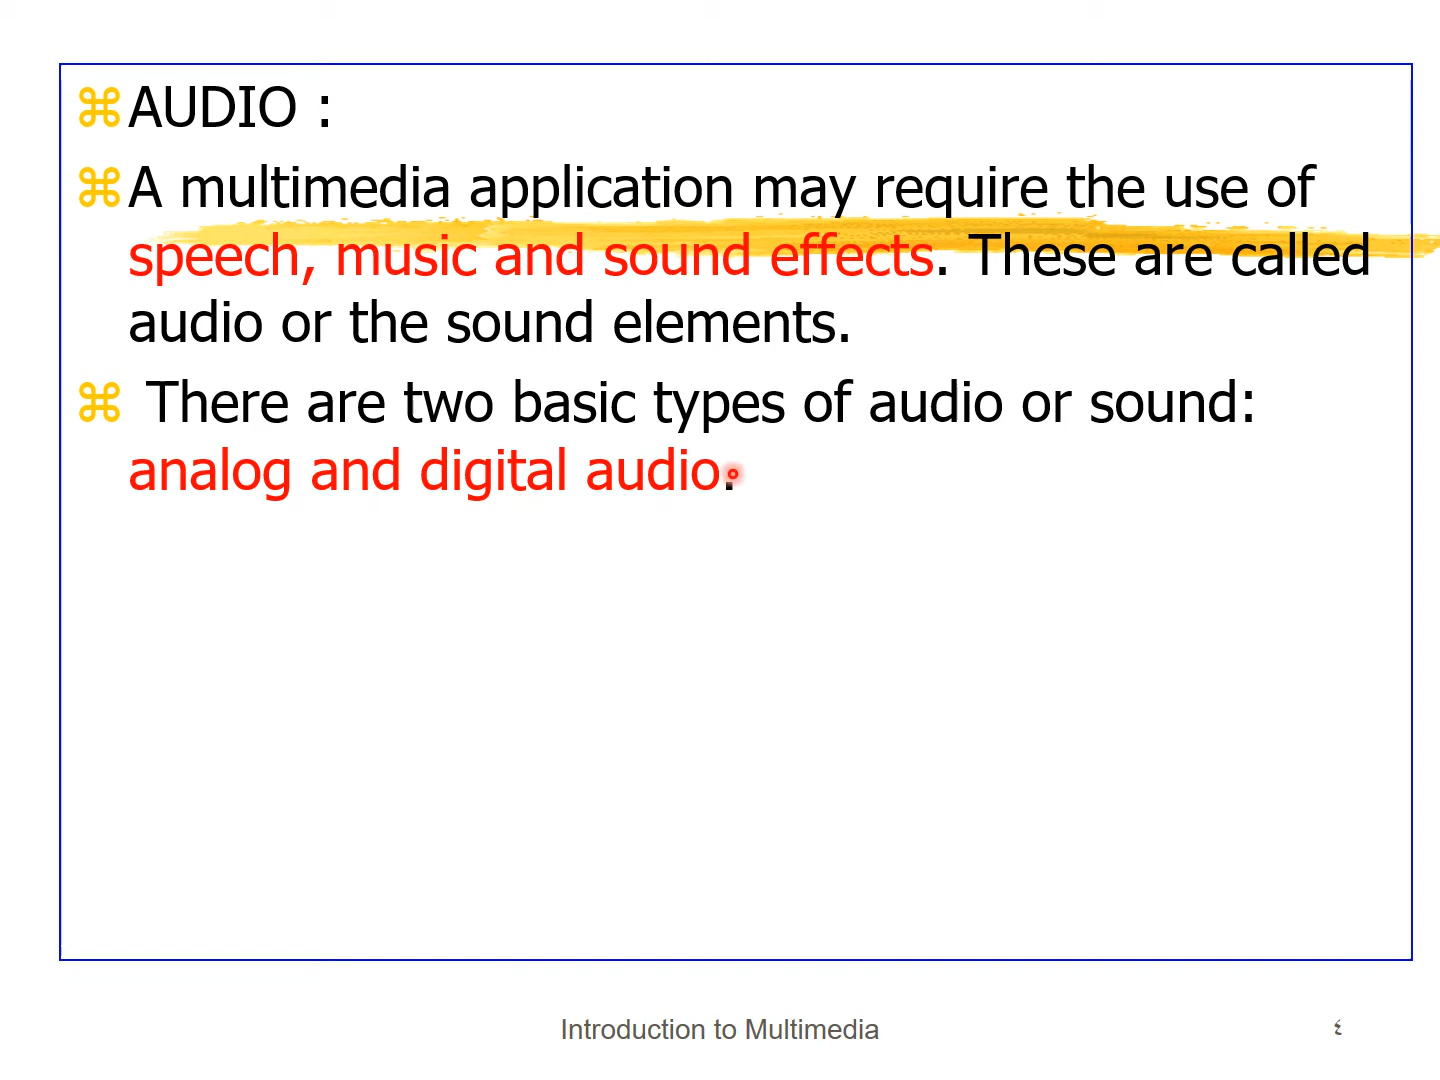 ⌘AUDIO :
⌘A multimedia application may require the use of
speech, music and sound effects. These are called
audio or the sound elements.
⌘ There are two basic types of audio or sound:
analog and digital audio.
Introduction to Multimedia
٤